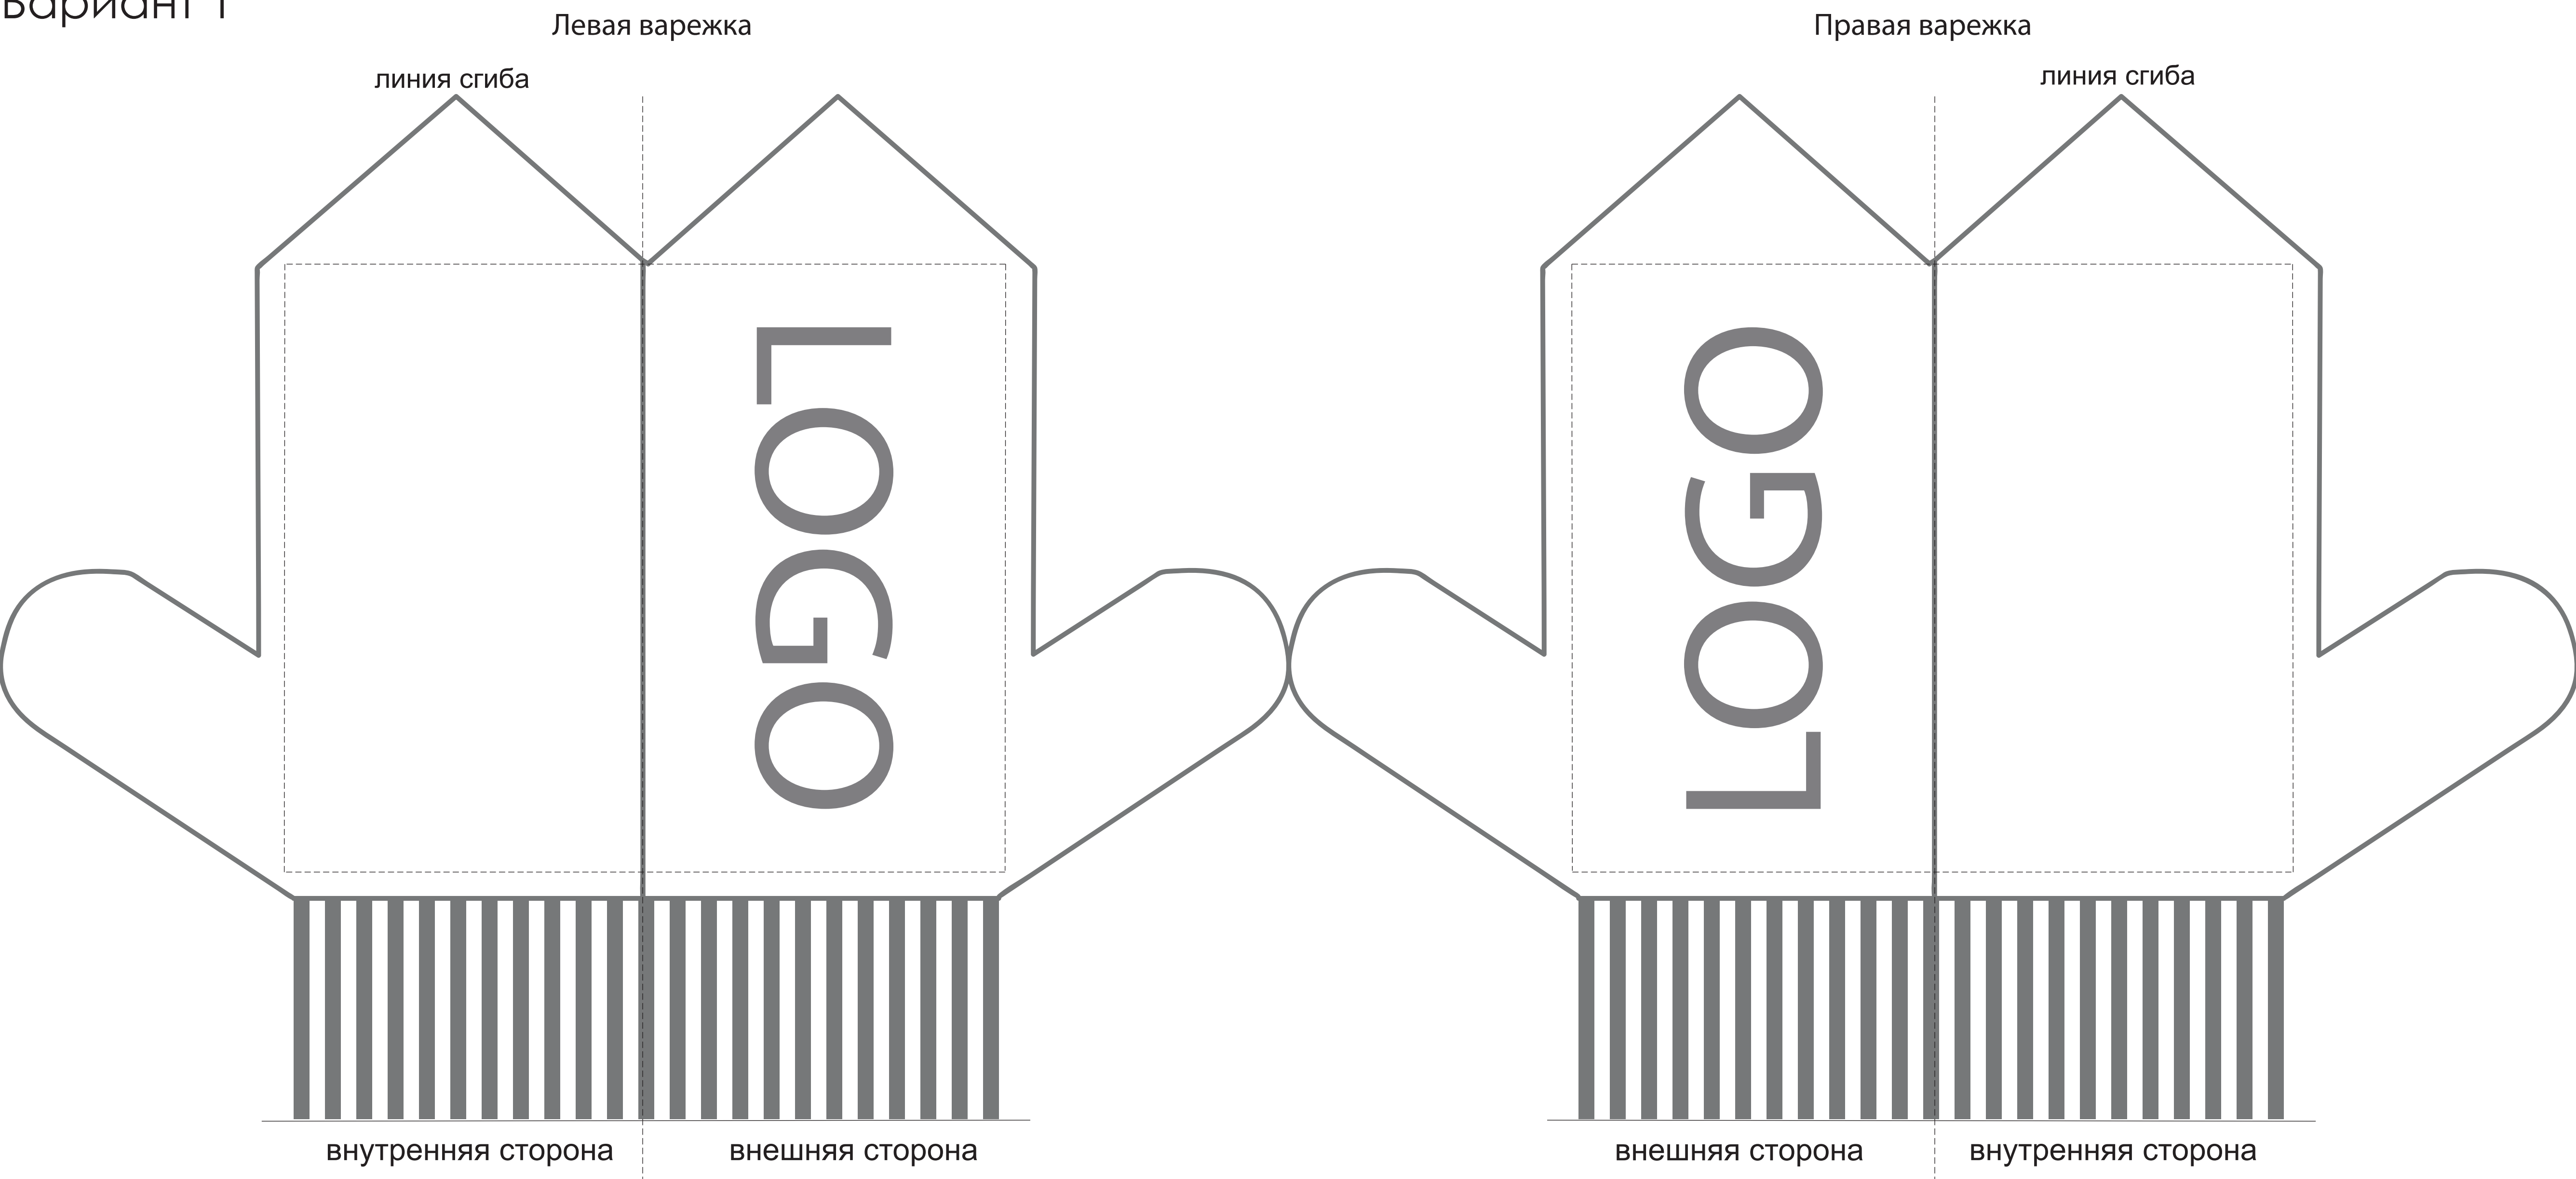 Вариант 1
Левая варежка
Правая варежка
линия сгиба
линия сгиба
LOGO
LOGO
внутренняя сторона
внешняя сторона
внешняя сторона
внутренняя сторона